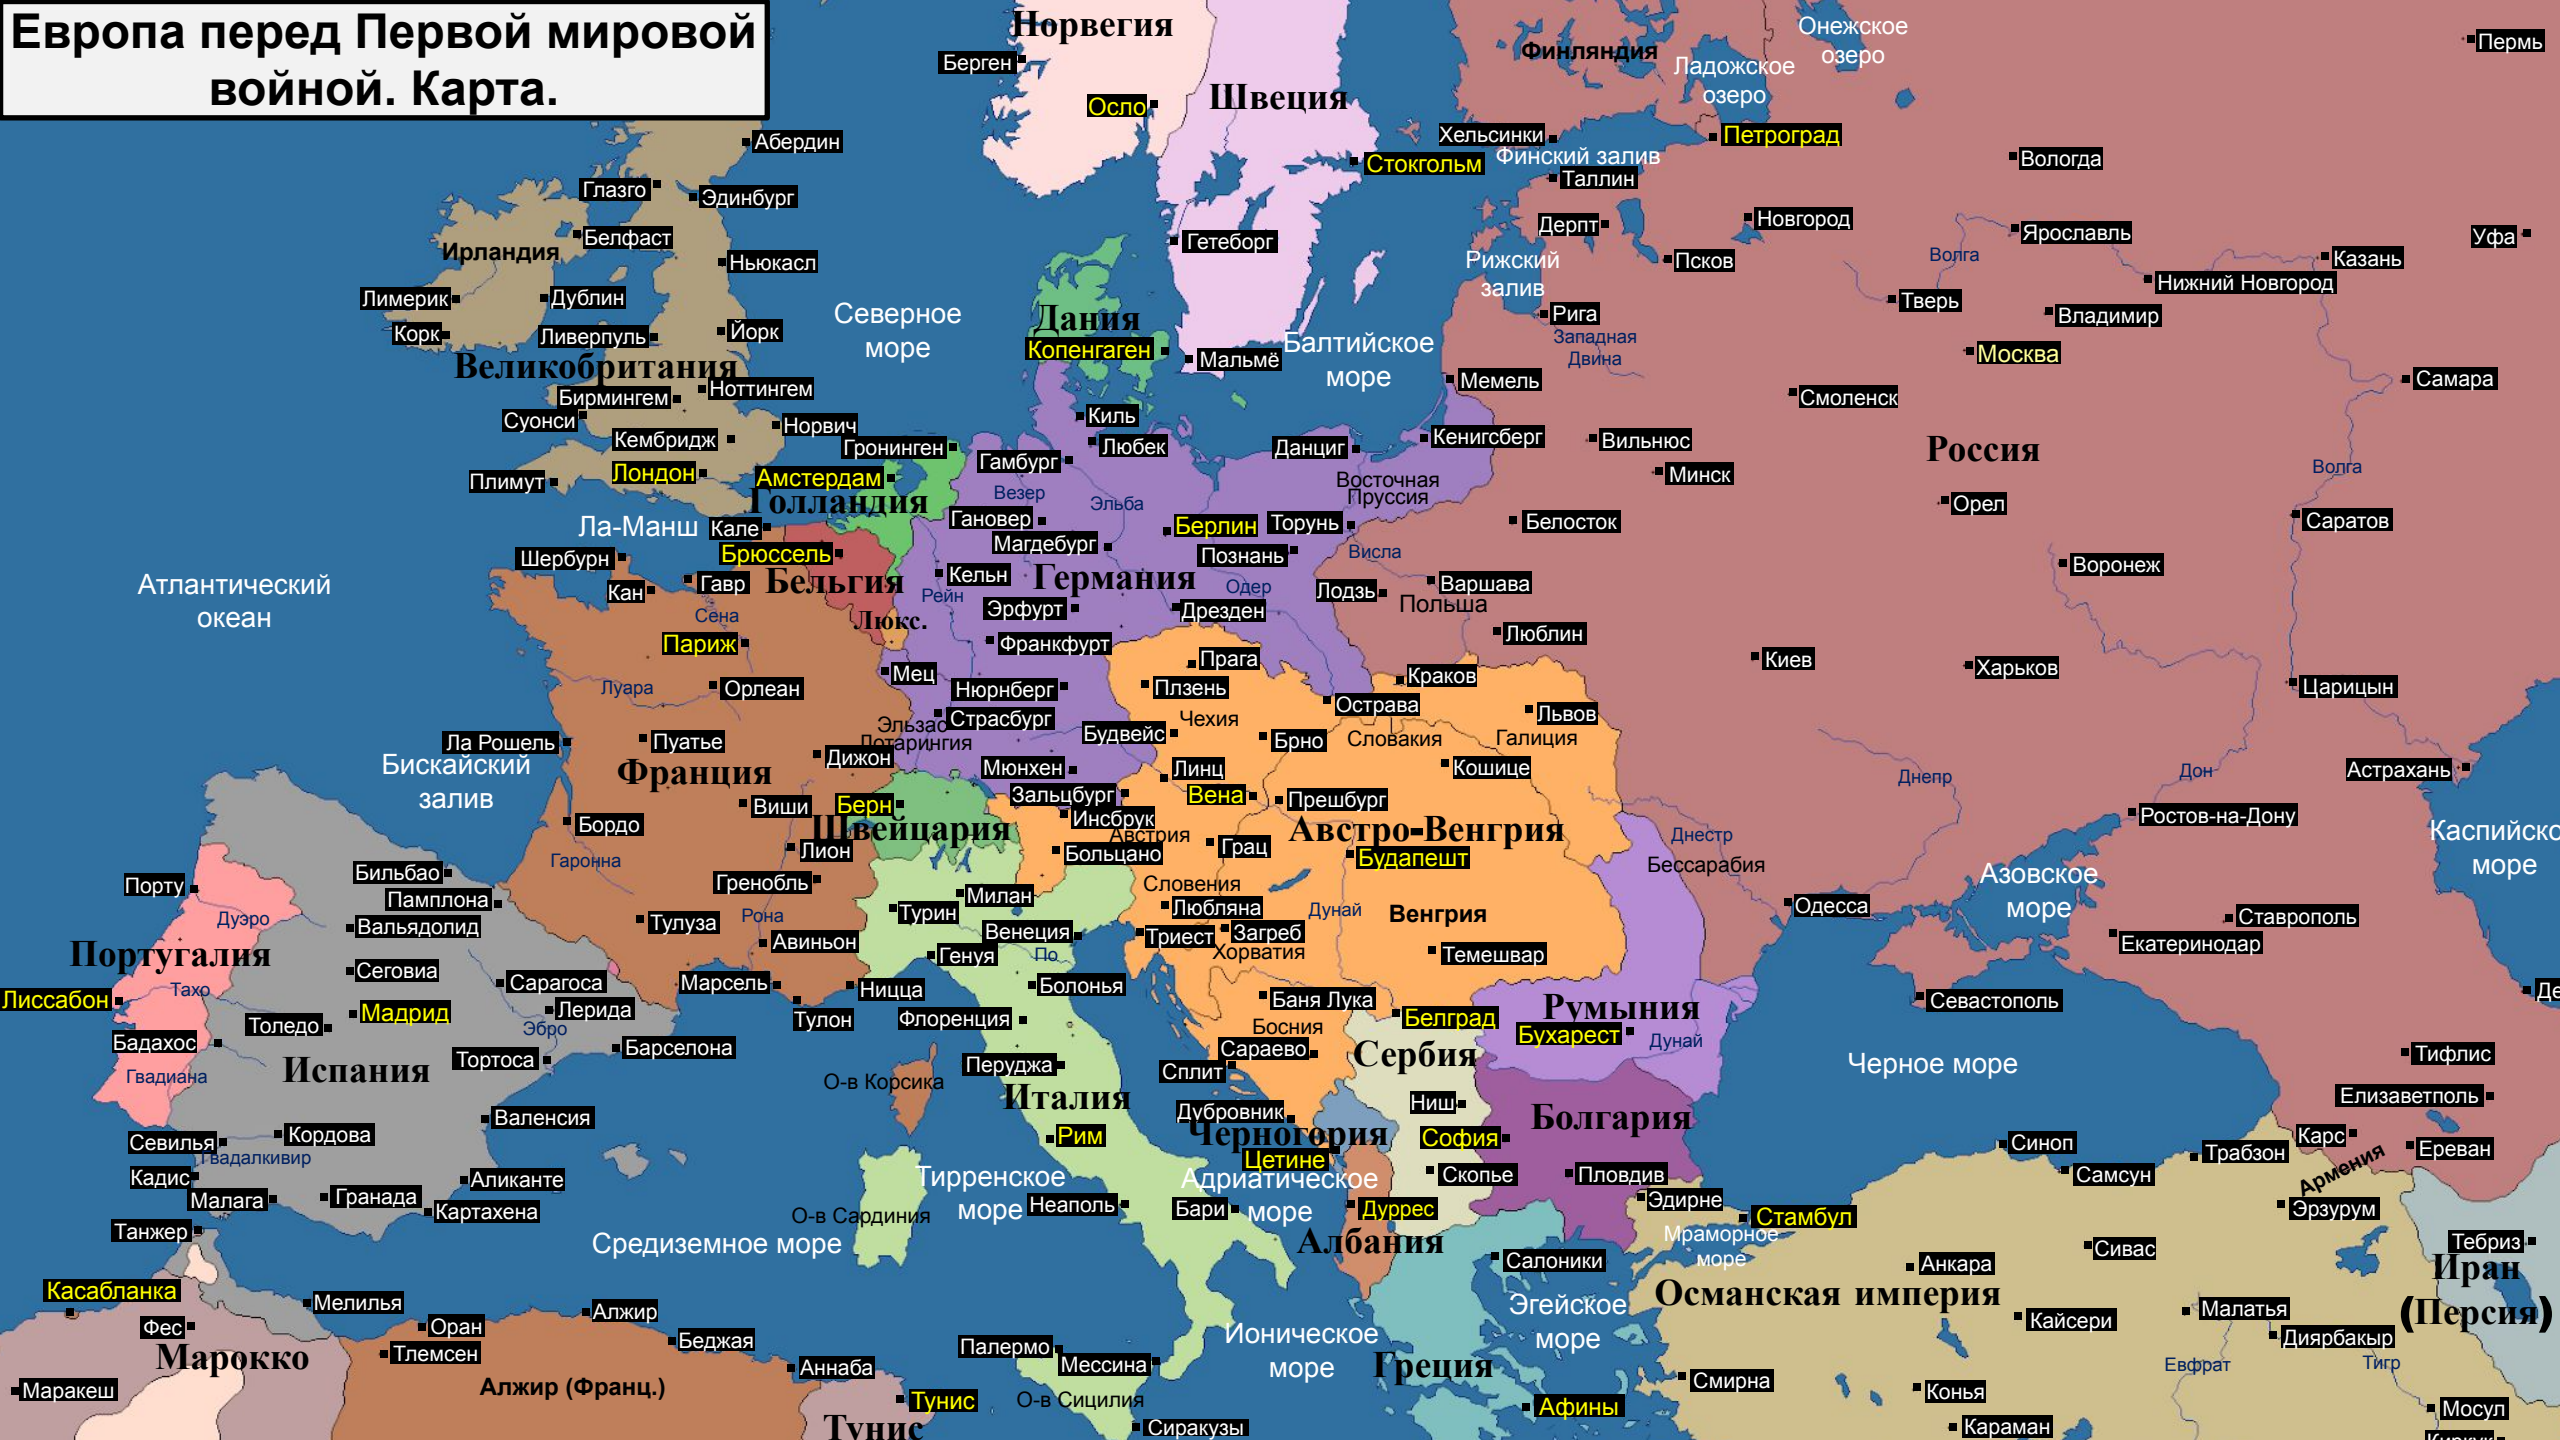 Европа перед Первой мировой
войной. Карта.
Норвегия
Берген
Осло
Швеция
Финляндия
Ладожское
озеро
Онежское
озеро
Пермь
Абердин
Хельсинки
Петроград
Стокгольм
Финский залив
Вологда
Таллин
Глазго
Эдинбург
Белфаст
Ирландия
Гетеборг
Дерпт
Новгород
Ярославль
Уфа
Ньюкасл
Рижский
залив
Псков
Волга
Казань
Нижний Новгород
Лимерик
Дублин
Северное
море
Тверь
Рига
Владимир
Корк
Ливерпуль
Йорк
Дания
Западная
Двина
Копенгаген
Мальмё
Балтийское
море
Москва
Великобритания
Мемель
Самара
Бирмингем
Ноттингем
Смоленск
Суонси
Киль
Норвич
Кембридж
Гронинген
Любек
Данциг
Кенигсберг
Вильнюс
Россия
Гамбург
Волга
Плимут
Лондон
Амстердам
Минск
Восточная
Пруссия
Голландия
Везер
Эльба
Орел
Ла-Манш
Кале
Гановер
Берлин
Торунь
Белосток
Саратов
Брюссель
Магдебург
Познань
Висла
Шербурн
Воронеж
Атлантический
океан
Кан
Гавр
Бельгия
Кельн
Германия
Одер
Лодзь
Варшава
Польша
Рейн
Эрфурт
Дрезден
Сена
Люкс.
Люблин
Париж
Франкфурт
Прага
Киев
Харьков
Мец
Краков
Луара
Орлеан
Нюрнберг
Плзень
Царицын
Острава
Эльзас
Лотарингия
Страсбург
Чехия
Львов
Ла Рошель
Пуатье
Будвейс
Брно
Словакия
Галиция
Бискайский
залив
Дижон
Франция
Мюнхен
Линц
Кошице
Днепр
Дон
Астрахань
Зальцбург
Вена
Прешбург
Виши
Берн
Инсбрук
Ростов-на-Дону
Бордо
Швейцария
Австрия
Австро-Венгрия
Днестр
Каспийско
море
Лион
Больцано
Грац
Будапешт
Бессарабия
Гаронна
Бильбао
Порту
Гренобль
Словения
Азовское
море
Памплона
Милан
Турин
Любляна
Дунай
Венгрия
Одесса
Дуэро
Вальядолид
Тулуза
Рона
Ставрополь
Авиньон
Венеция
Триест
Загреб
Хорватия
Екатеринодар
Португалия
Генуя
По
Темешвар
Сеговия
Сарагоса
Марсель
Ницца
Болонья
Лиссабон
Тахо
Баня Лука
Румыния
Севастополь
Де
Мадрид
Лерида
Тулон
Флоренция
Босния
Белград
Толедо
Эбро
Бухарест
Дунай
Бадахос
Барселона
Сараево
Сербия
Тифлис
Тортоса
Перуджа
Сплит
Черное море
Гвадиана
Испания
О-в Корсика
Италия
Ниш
Елизаветполь
Валенсия
Дубровник
Болгария
Черногория
Севилья
Кордова
Рим
София
Синоп
Карс
Трабзон
Ереван
Гвадалкивир
Цетине
Кадис
Аликанте
Тирренское
море
Адриатическое
море
Скопье
Пловдив
Самсун
Армения
Малага
Гранада
Картахена
Неаполь
Бари
Дуррес
Эдирне
Стамбул
Эрзурум
О-в Сардиния
Танжер
Средиземное море
Албания
Мраморное
море
Сивас
Тебриз
Салоники
Анкара
Иран
(Персия)
Касабланка
Мелилья
Алжир
Эгейское
море
Османская империя
Малатья
Фес
Оран
Беджая
Ионическое
море
Кайсери
Диярбакыр
Марокко
Тлемсен
Палермо
Мессина
Греция
Евфрат
Тигр
Аннаба
Маракеш
Алжир (Франц.)
Смирна
Конья
Тунис
О-в Сицилия
Афины
Мосул
Тунис
Сиракузы
Караман